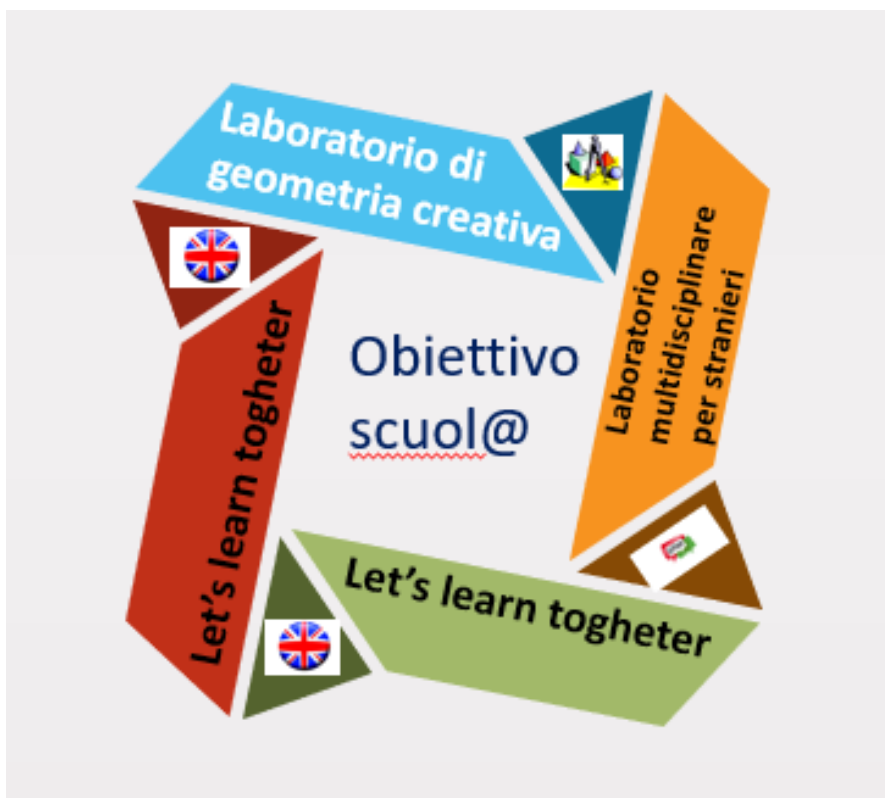 Laboratorio di
geometria creativa
Laboratorio
multidisciplinare
per stranieri
Let's learn togheter
Let's learn togheter
Obiettivo
scuol@